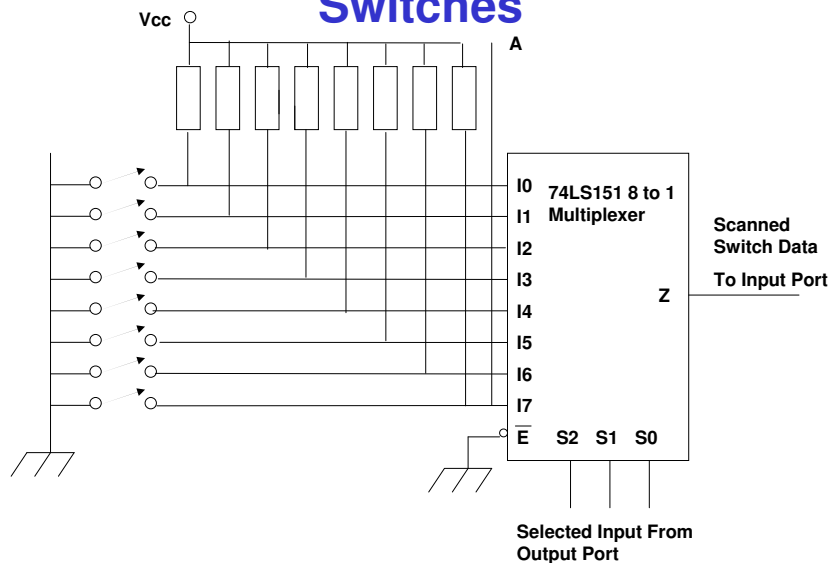 Switches
Vcc
A
I0
74LS151 8 to 1
Multiplexer
I1
I2
I3
I4
I5
I6
I7
E
S2 S1 S0
Z
Scanned
Switch Data
To Input Port
Selected Input From
Output Port